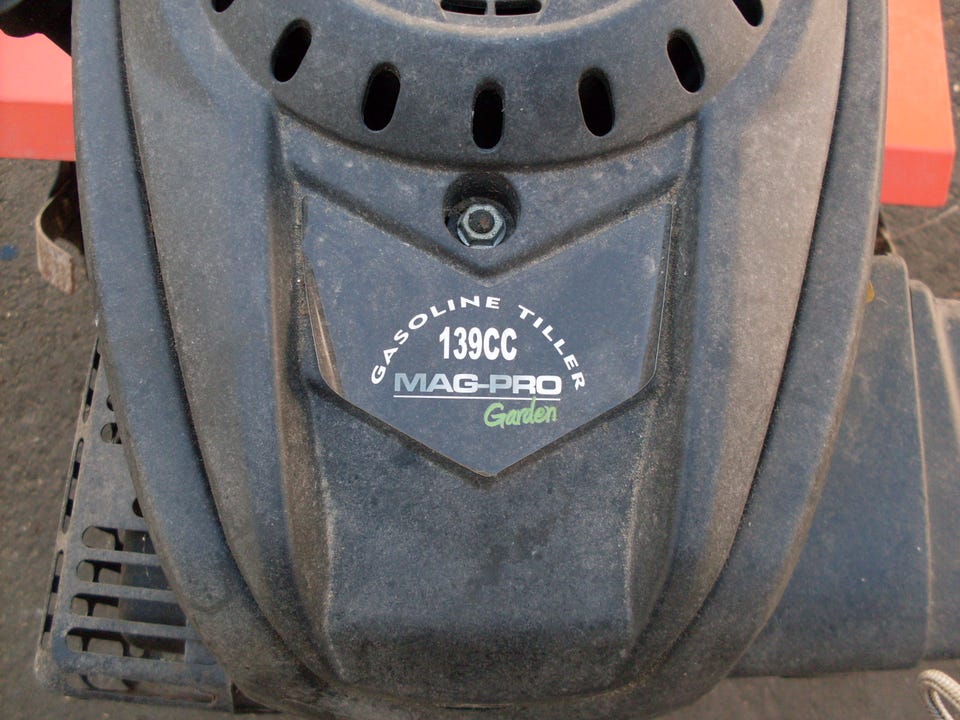 GASOLINE TILLER
139CC
MAG-PRO
Garden